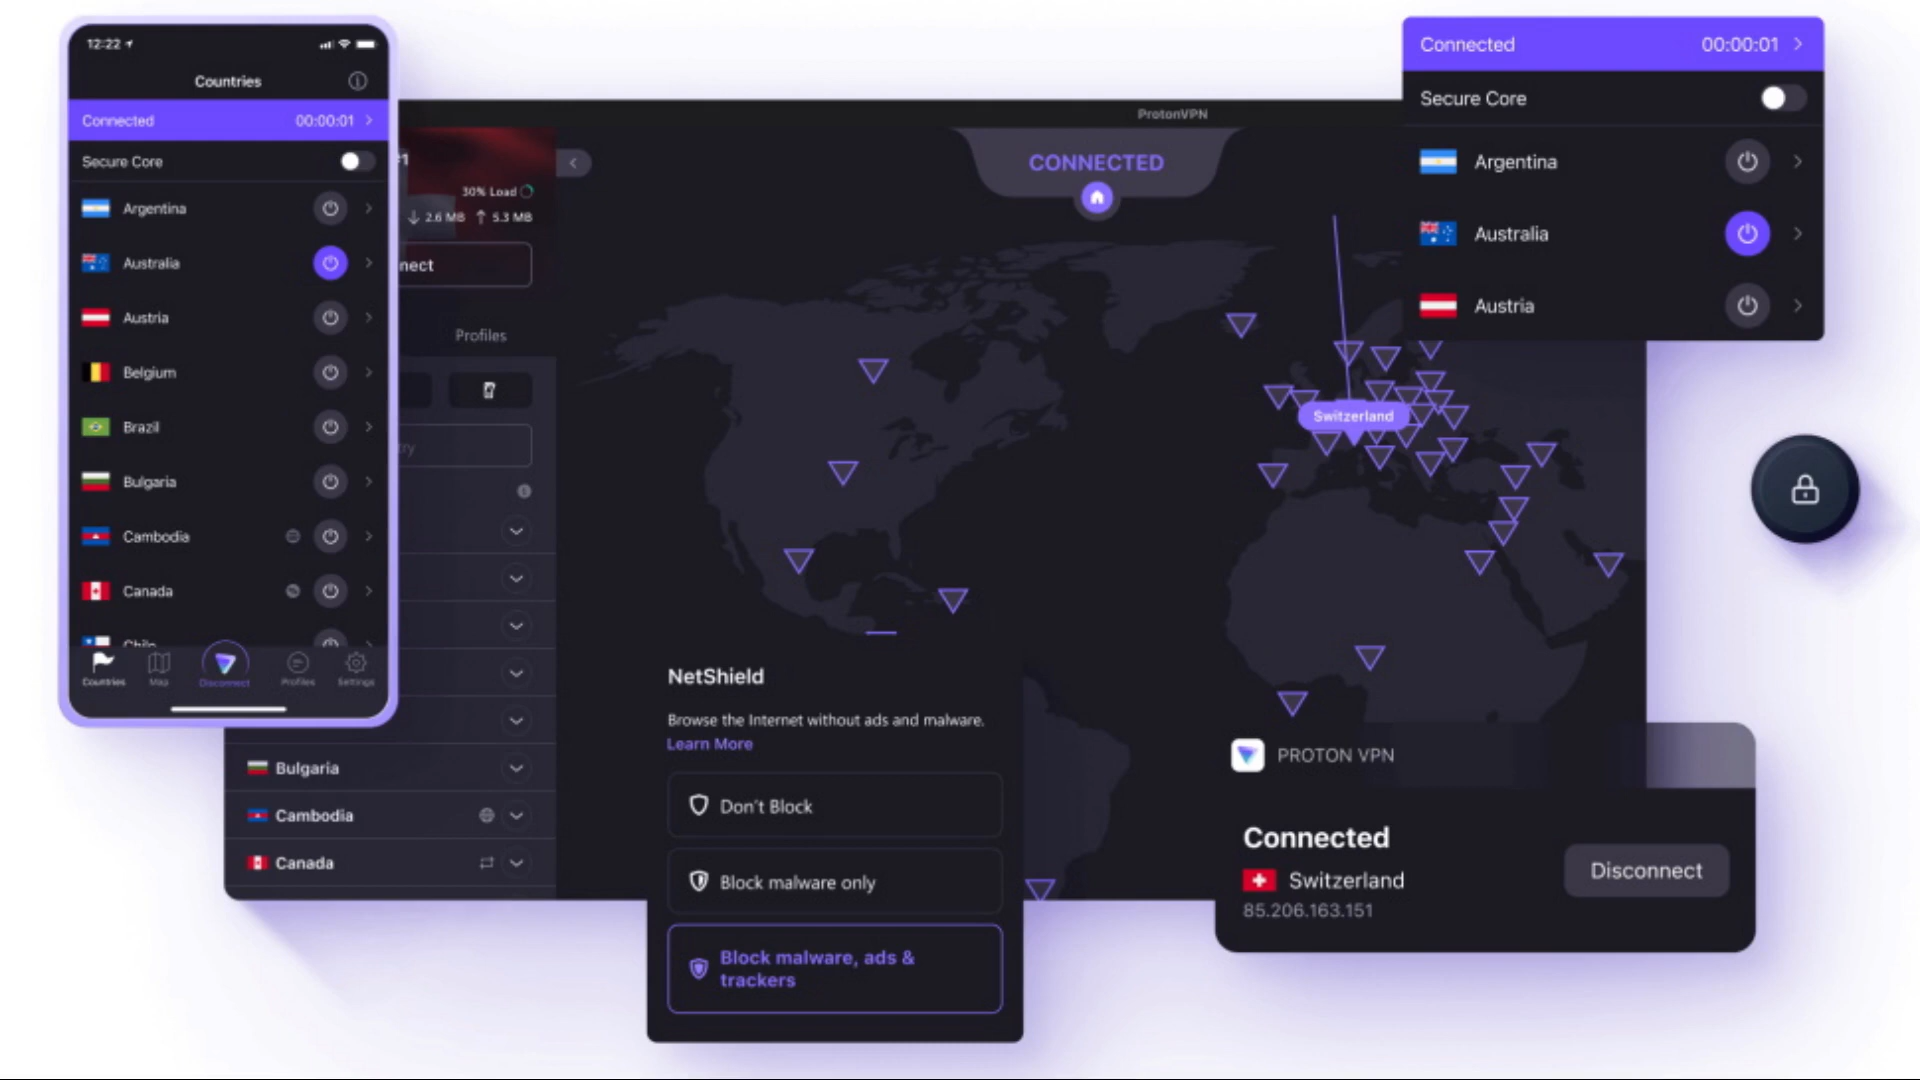 12:22
Countries
Connected 00:00:01
Secure Core
Argentina
Australia
Austria
Belgium
Brazil
Bulgaria
Cambodia
Canada
Chile
Countries Map Disconnect Profiles Settings
ProtonVPN
#1
30% Load
2.6 MB 5.3 MB
nect
Profiles
try
Bulgaria
Cambodia
Canada
CONNECTED
Switzerland
NetShield
Browse the Internet without ads and malware.
Learn More
Don't Block
Block malware only
Block malware, ads &
trackers
Connected 00:00:01
Secure Core
Argentina
Australia
Austria
PROTON VPN
Connected
Switzerland
85.206.163.151
Disconnect